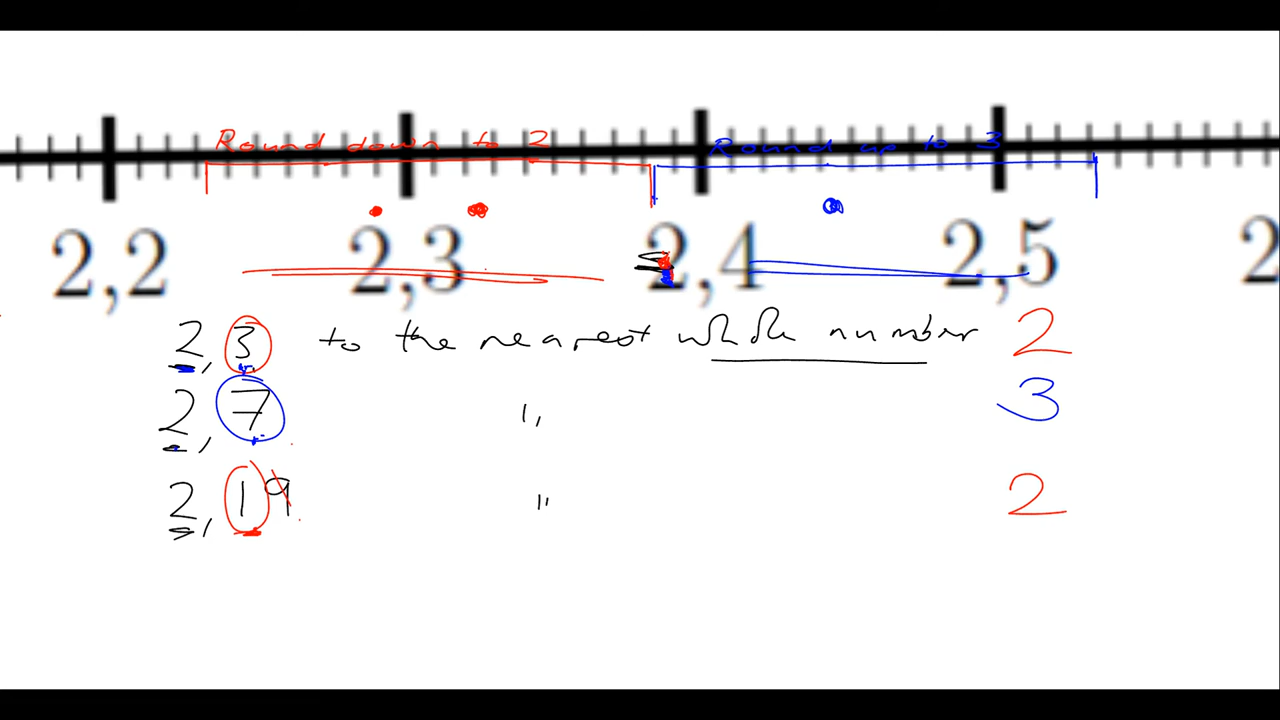 Round down to 2 Round up to 3
2,2 2,3 2,4 2,5 2
5
2,3 to the nearest whole number 2
2,7 ,, 3
2,19 " 2